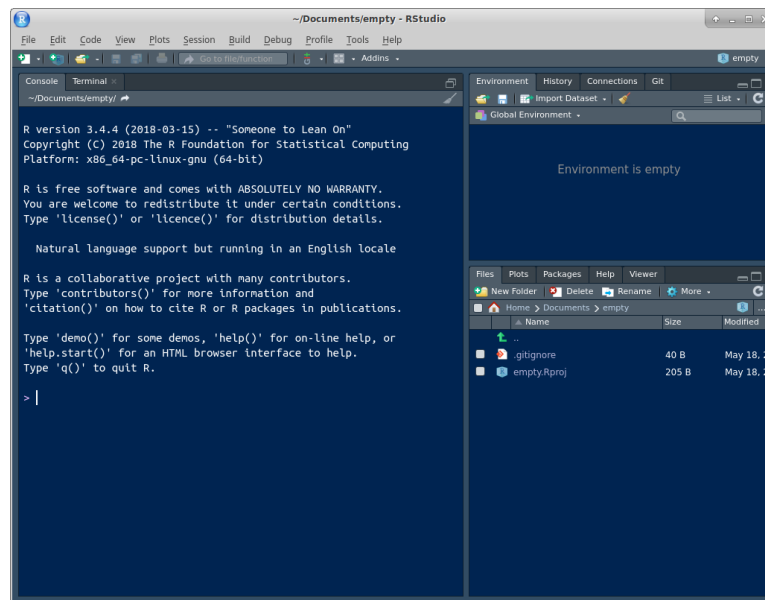 ~/Documents/empty - RStudio
File Edit Code View Plots Session Build Debug Profile Tools Help
Go to file/function Addins empty
Console Terminal
~/Documents/empty/
R version 3.4.4 (2018-03-15) -- "Someone to Lean On"
Copyright (C) 2018 The R Foundation for Statistical Computing
Platform: x86_64-pc-linux-gnu (64-bit)
R is free software and comes with ABSOLUTELY NO WARRANTY.
You are welcome to redistribute it under certain conditions.
Type 'license()' or 'licence()' for distribution details.
Natural language support but running in an English locale
R is a collaborative project with many contributors.
Type 'contributors()' for more information and
'citation()' on how to cite R or R packages in publications.
Type 'demo()' for some demos, 'help()' for on-line help, or
'help.start()' for an HTML browser interface to help.
Type 'q()' to quit R.
>
Environment History Connections Git
Import Dataset List
Global Environment
Environment is empty
Files Plots Packages Help Viewer
New Folder Delete Rename More
Home Documents empty ...
Name Size Modified
..
.gitignore 40 B May 18,
empty.Rproj 205 B May 18,